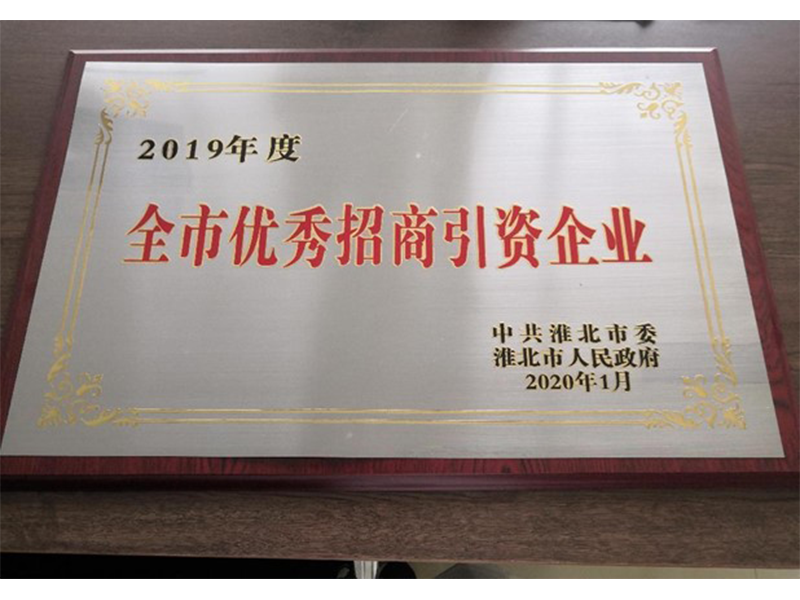 2019年度
全市优秀招商引资企业
中共淮北市委
淮北市人民政府
2020年1月